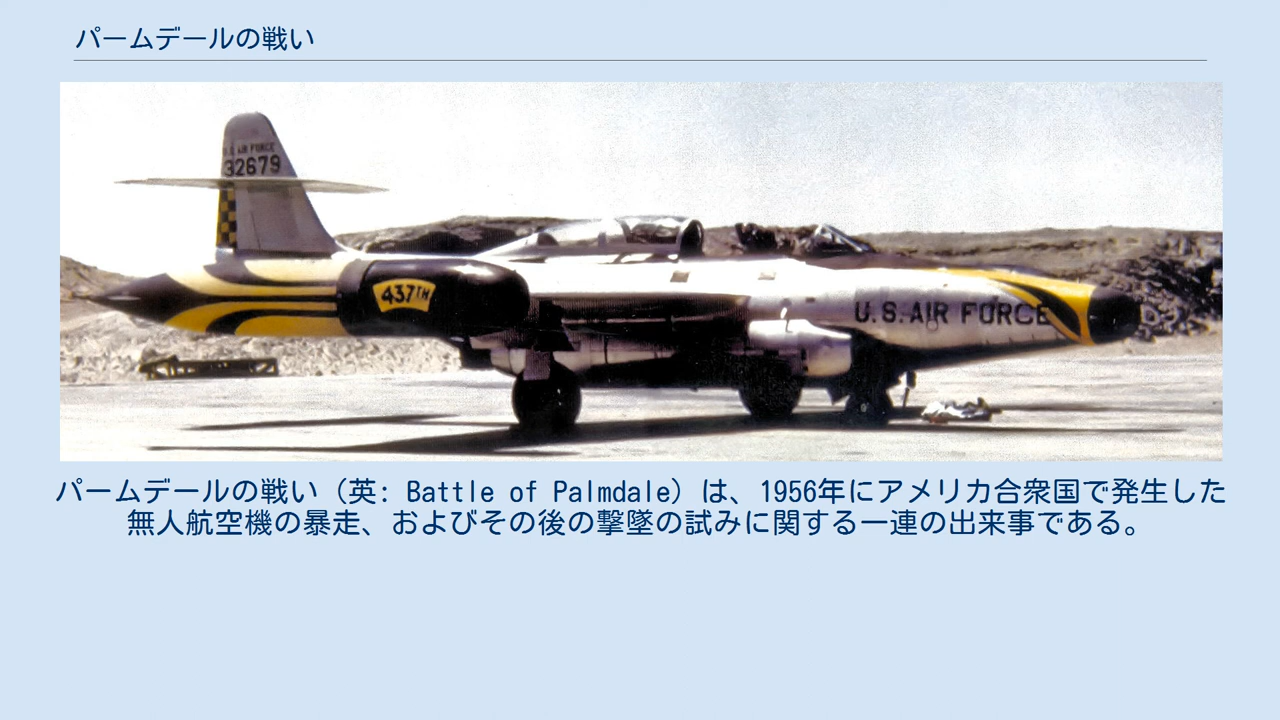 パームデールの戦い
U.S. AIR FORCE
32679
437TH
U.S. AIR FORCE
パームデールの戦い（英: Battle of Palmdale）は、1956年にアメリカ合衆国で発生した
無人航空機の暴走、およびその後の撃墜の試みに関する一連の出来事である。